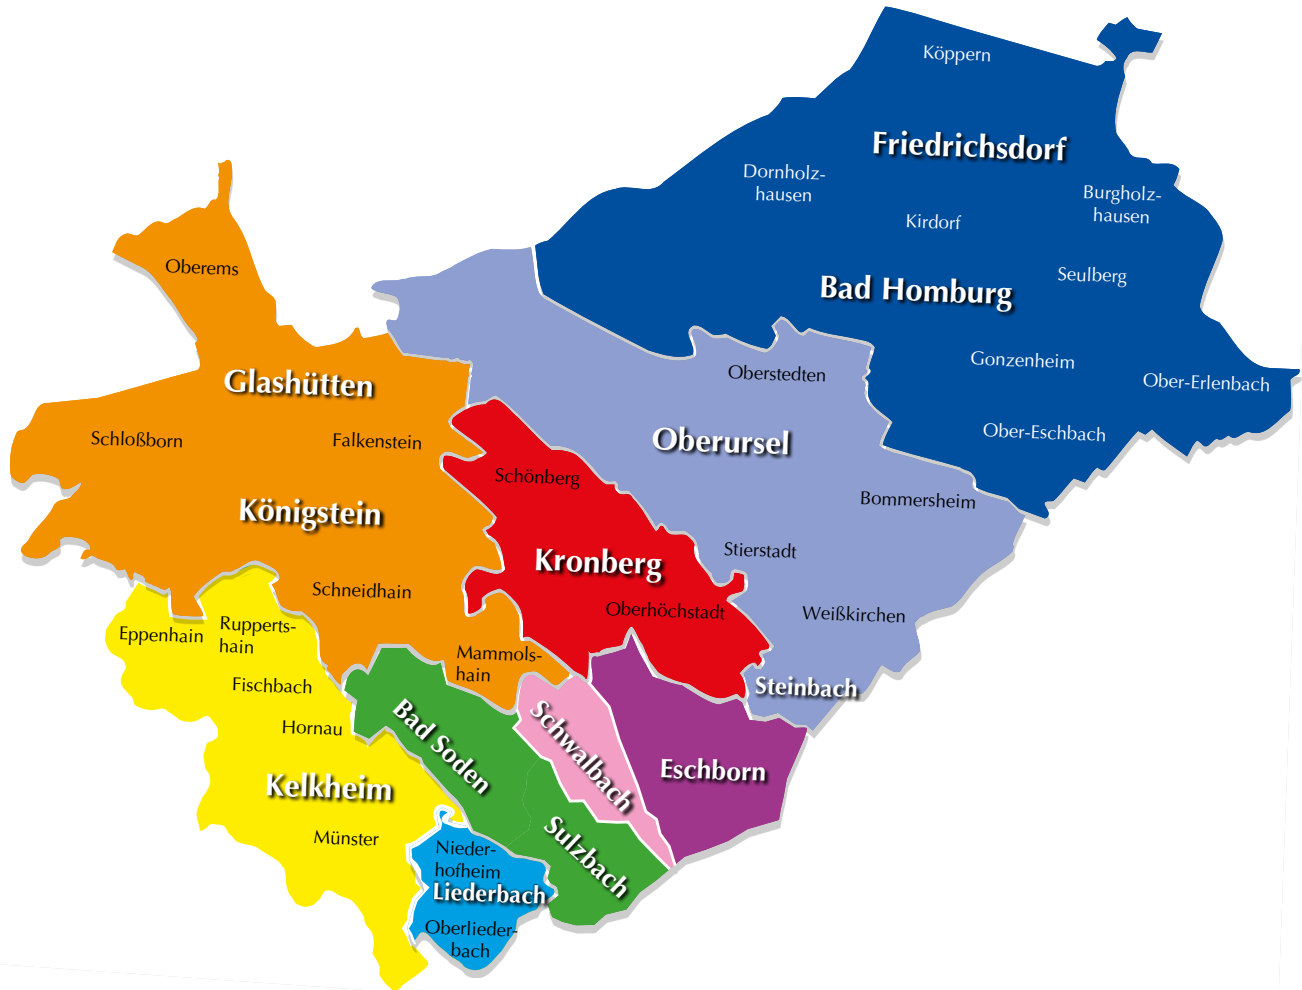 Köppern
Friedrichsdorf
Dornholz-
hausen
Burgholz-
hausen
Kirdorf
Oberems
Seulberg
Bad Homburg
Gonzenheim
Oberstedten
Ober-Erlenbach
Glashütten
Schloßborn
Falkenstein
Oberursel
Ober-Eschbach
Schönberg
Bommersheim
Königstein
Stierstadt
Kronberg
Schneidhain
Oberhöchstadt
Weißkirchen
Eppenhain
Rupperts-
hain
Mammols-
hain
Fischbach
Steinbach
Hornau
Bad Soden
Schwalbach
Eschborn
Kelkheim
Münster
Sulzbach
Nieder-
hofheim
Liederbach
Oberlieder-
bach